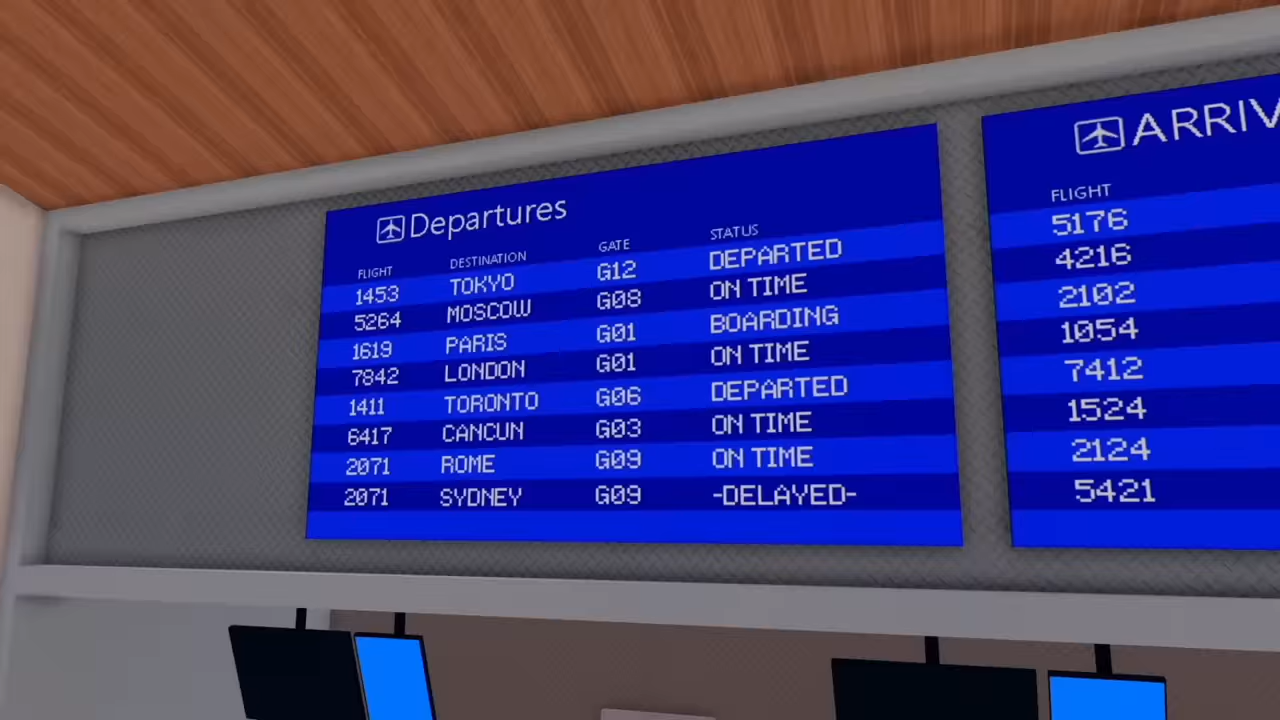 Departures
FLIGHT DESTINATION GATE STATUS
1453 TOKYO G12 DEPARTED
5264 MOSCOW G08 ON TIME
1619 PARIS G01 BOARDING
7842 LONDON G01 ON TIME
1411 TORONTO G06 DEPARTED
6417 CANCUN G03 ON TIME
2071 ROME G09 ON TIME
2071 SYDNEY G09 -DELAYED-
ARRIV
FLIGHT
5176
4216
2102
1054
7412
1524
2124
5421